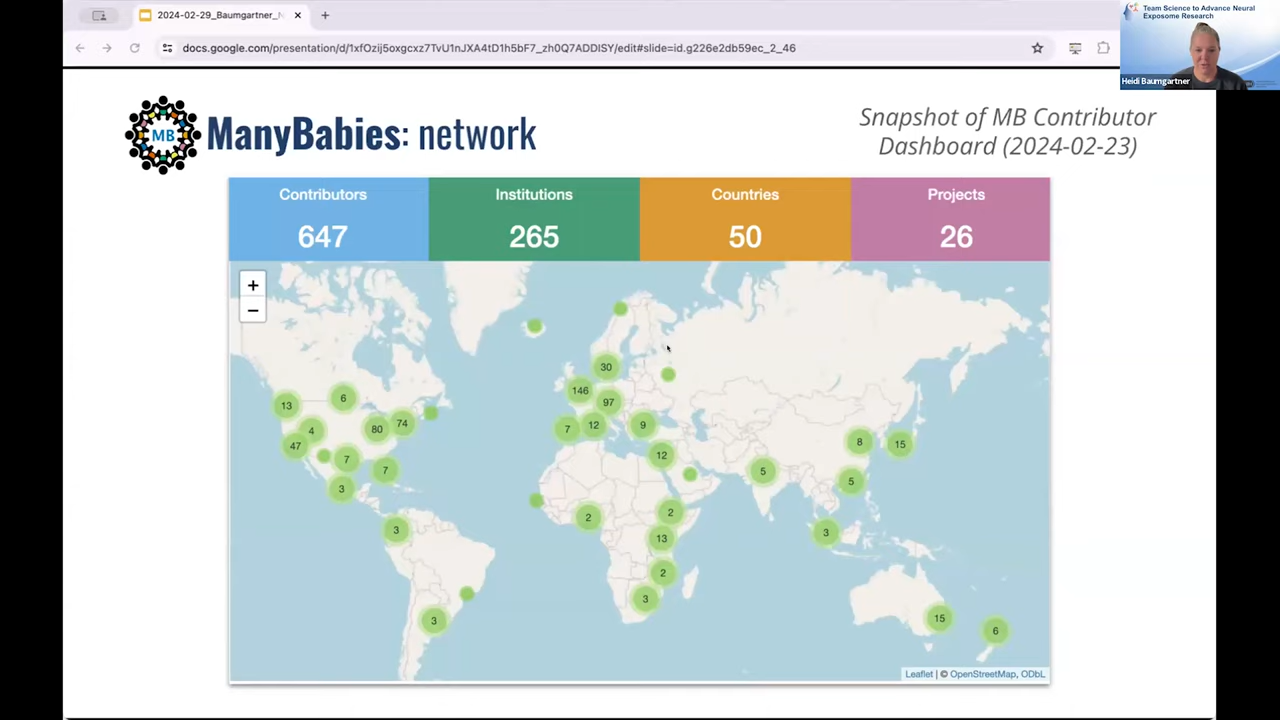 2024-02-29_Baumgartner_N
docs.google.com/presentation/d/1xfOzij5oxgcxz7TvU1nJXA4tD1h5bF7_zh0Q7ADDlSY/edit#slide=id.g226e2db59ec_2_46
Team Science to Advance Neural
Exposome Research
Heidi Baumgartner
MB
ManyBabies: network
Snapshot of MB Contributor
Dashboard (2024-02-23)
Contributors
Institutions
Countries
Projects
647
265
50
26
+
−
30
146
97
13
6
4
80
74
7
12
9
47
8
15
7
7
12
5
5
3
2
2
3
13
3
2
3
3
15
6
Leaflet | © OpenStreetMap, ODbL